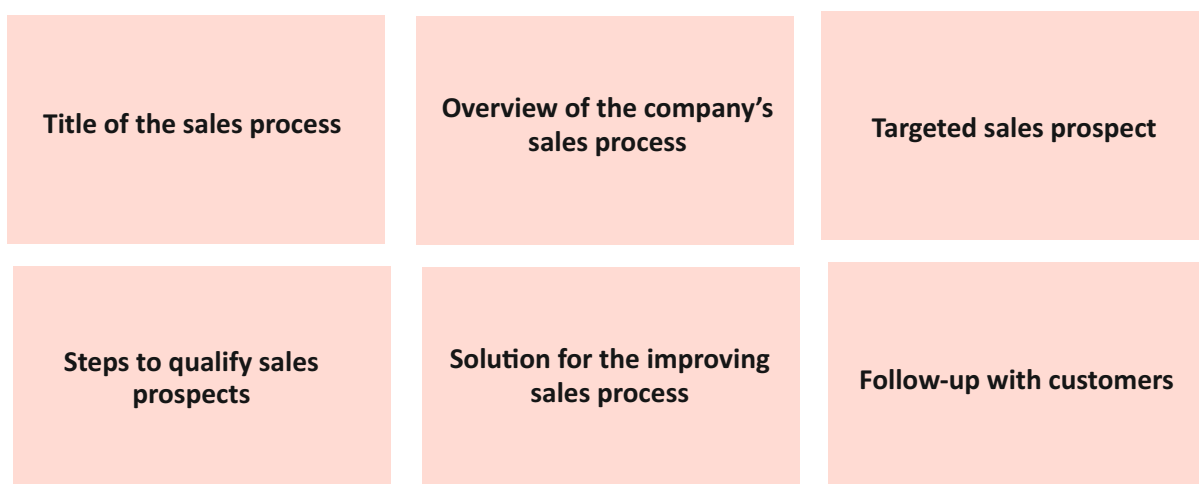 Title of the sales process
Overview of the company’s
sales process
Targeted sales prospect
Steps to qualify sales
prospects
Solution for the improving
sales process
Follow-up with customers